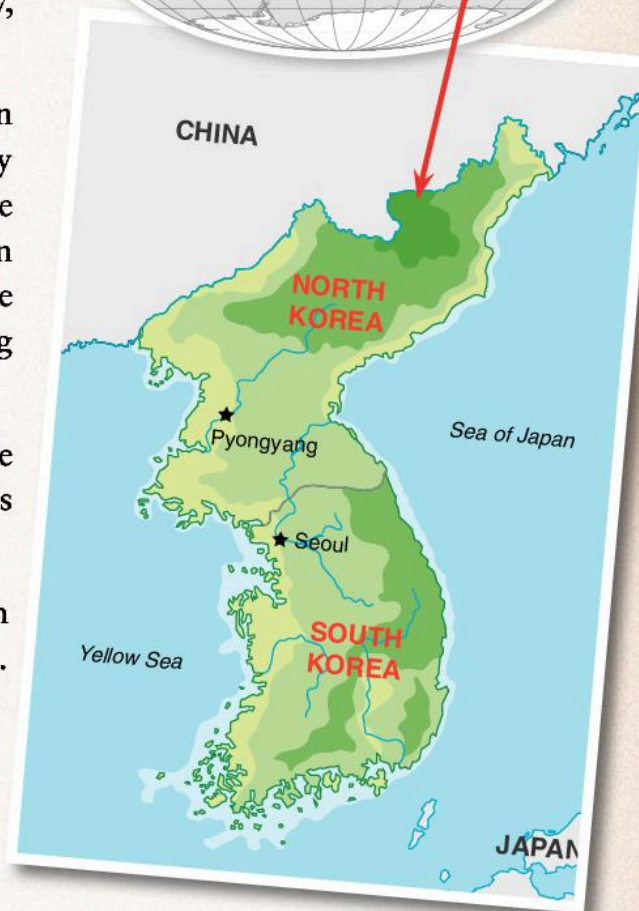 CHINA
NORTH
KOREA
Pyongyang
Sea of Japan
Seoul
SOUTH
KOREA
Yellow Sea
JAPAN